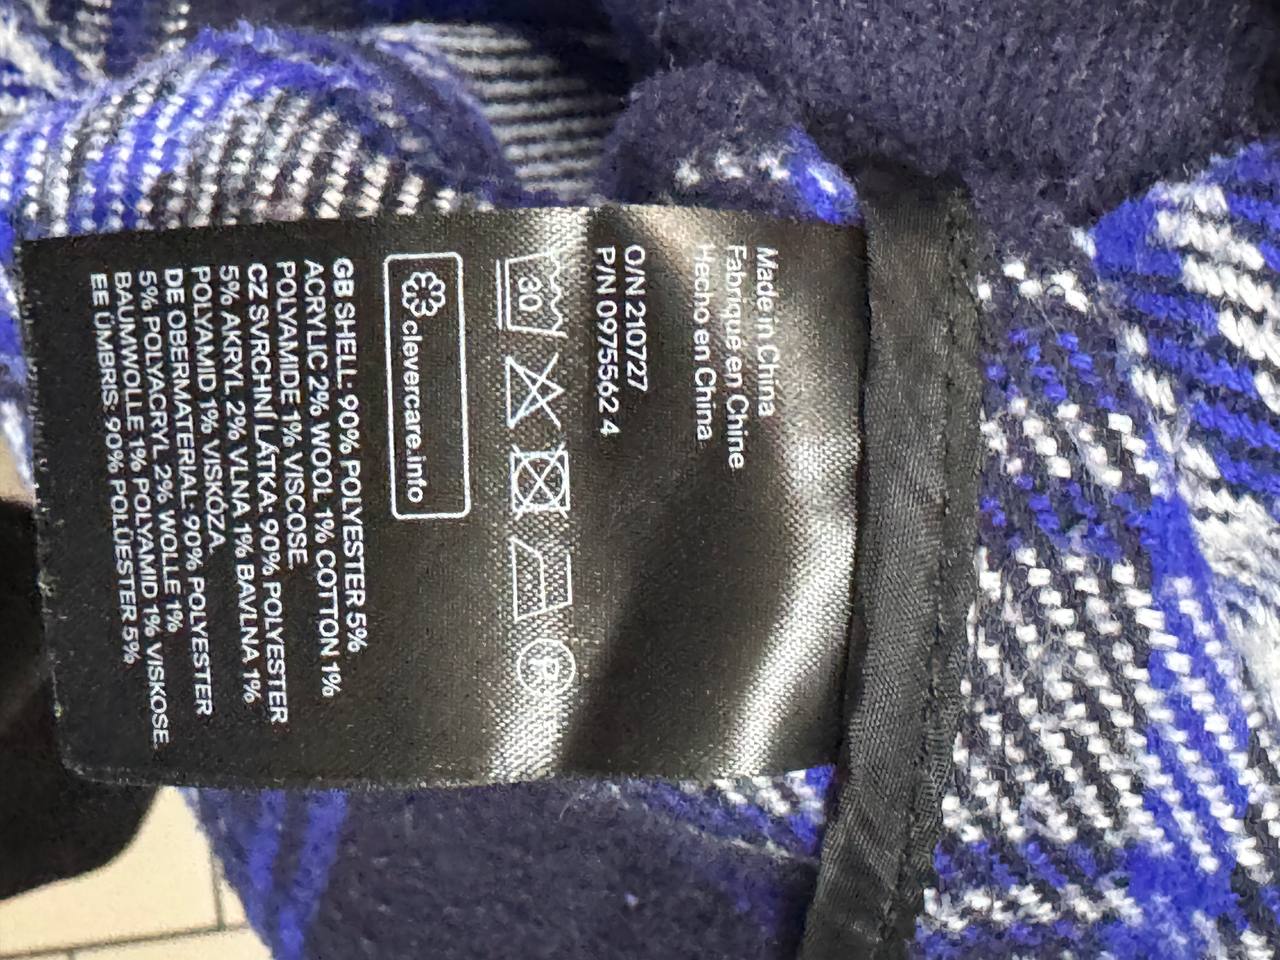 Made in China
Fabriqué en Chine
Hecho en China
O/N 210727
P/N 0975562 4
30
P
clevercare.info
GB SHELL: 90% POLYESTER 5%
ACRYLIC 2% WOOL 1% COTTON 1%
POLYAMIDE 1% VISCOSE.
CZ SVRCHNÍ LÁTKA: 90% POLYESTER
5% AKRYL 2% VLNA 1% BAVLNA 1%
POLYAMID 1% VISKÓZA.
DE OBERMATERIAL: 90% POLYESTER
5% POLYACRYL 2% WOLLE 1%
BAUMWOLLE 1% POLYAMID 1% VISKOSE.
EE ÜMBRIS: 90% POLÜESTER 5%